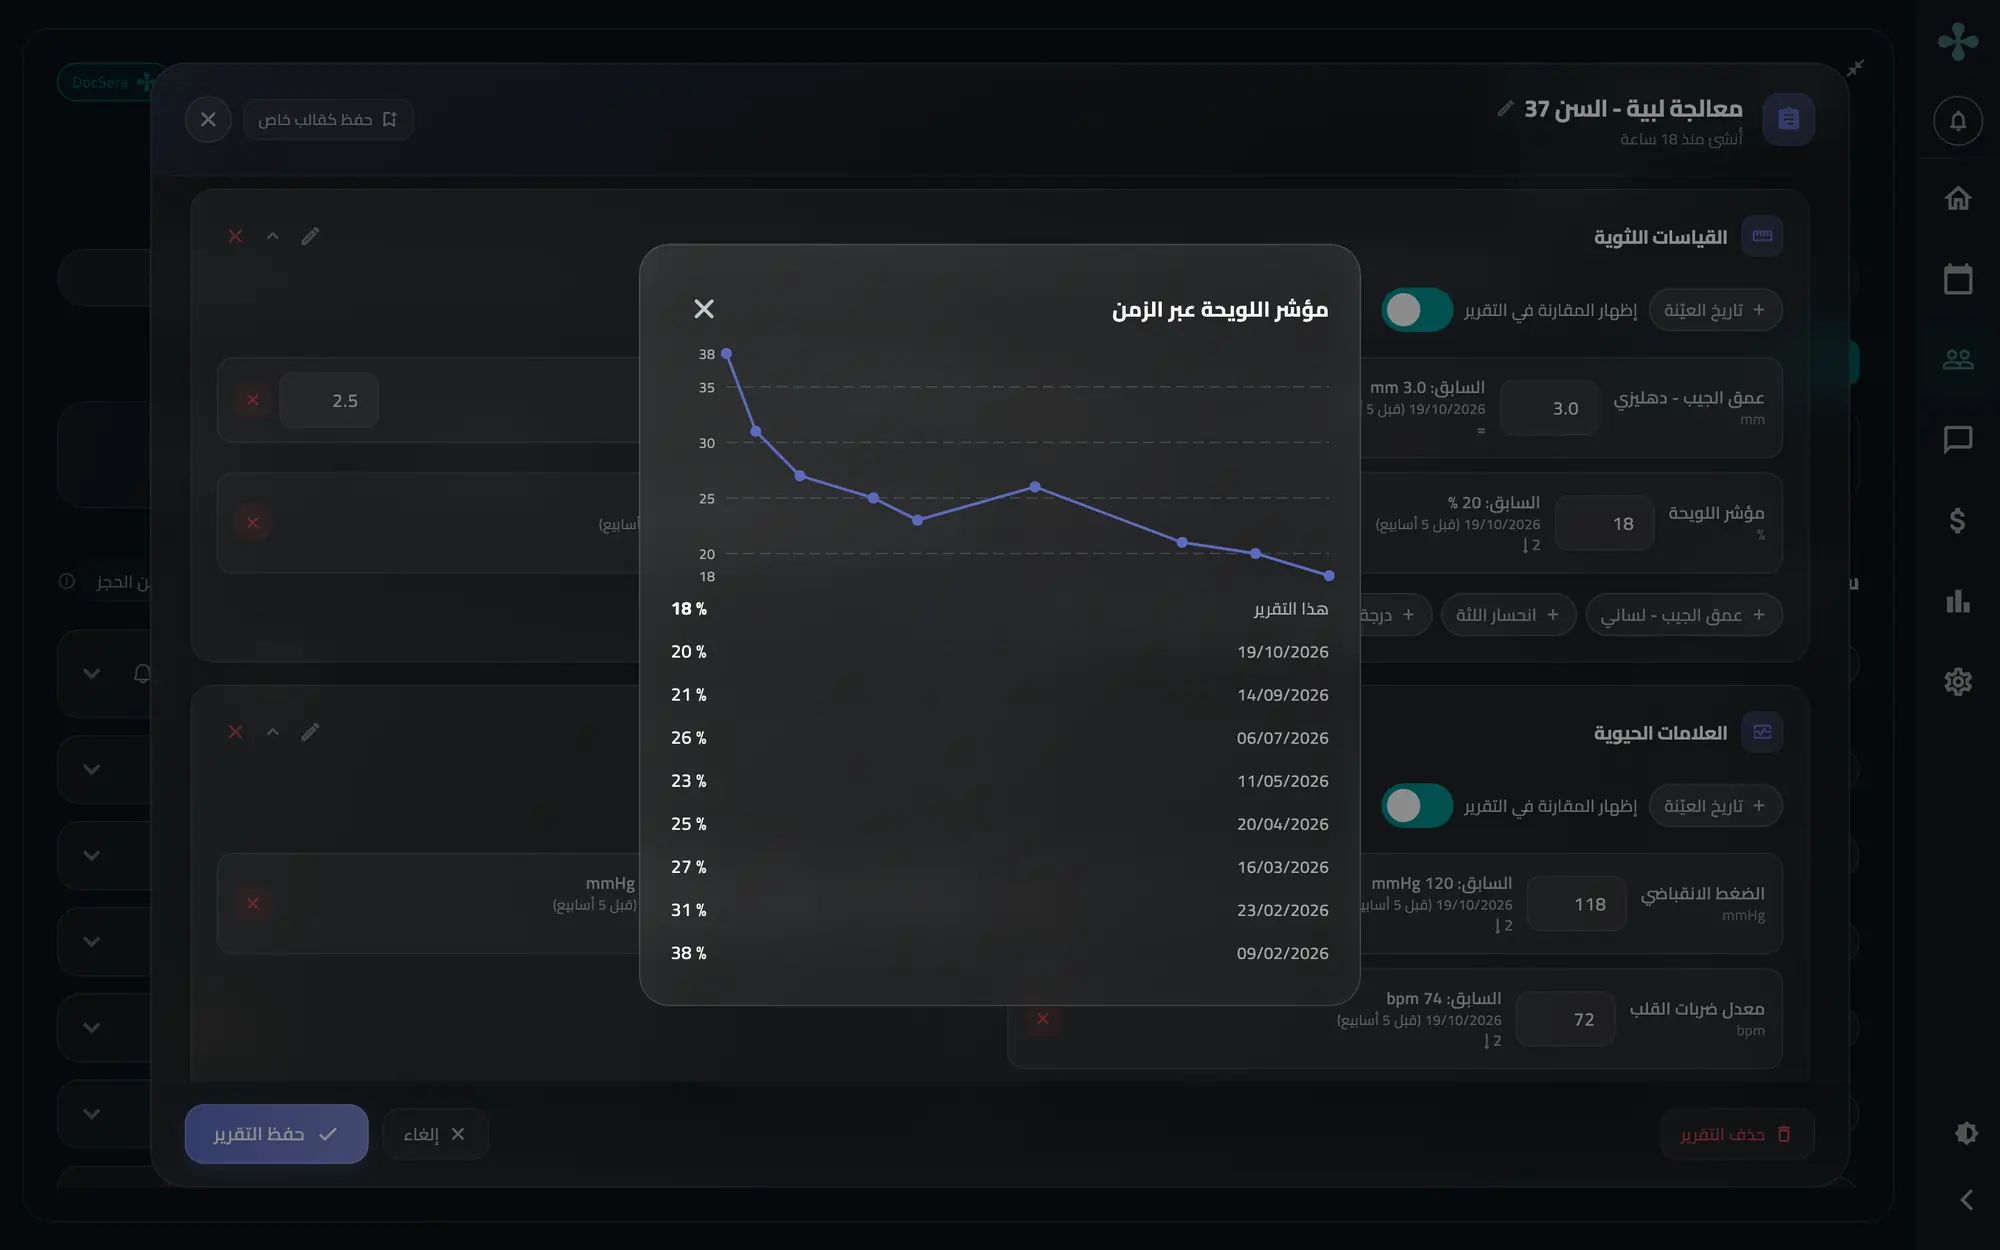 DocSera
معالجة لبية - السن 37
أنشئ منذ 18 ساعة
حفظ كقالب خاص
القياسات اللثوية
+ تاريخ العيّنة
إظهار المقارنة في التقرير
عمق الجيب - دهليزي
mm
3.0
السابق: 3.0 mm
19/10/2026 (قبل 5
=
2.5
مؤشر اللويحة
%
18
السابق: 20 %
19/10/2026 (قبل 5 أسابيع)
2
أسابيع)
+ عمق الجيب - لساني
+ انحسار اللثة
+ درجة
مؤشر اللويحة عبر الزمن
38
35
30
25
20
18
هذا التقرير 18 %
19/10/2026 20 %
14/09/2026 21 %
06/07/2026 26 %
11/05/2026 23 %
20/04/2026 25 %
16/03/2026 27 %
23/02/2026 31 %
09/02/2026 38 %
العلامات الحيوية
+ تاريخ العيّنة
إظهار المقارنة في التقرير
الضغط الانقباضي
mmHg
118
السابق: 120 mmHg
19/10/2026 (قبل 5
2
mmHg
(قبل 5 أسابيع)
معدل ضربات القلب
bpm
72
السابق: 74 bpm
19/10/2026 (قبل 5 أسابيع)
2
الحجز
حذف التقرير
إلغاء
حفظ التقرير